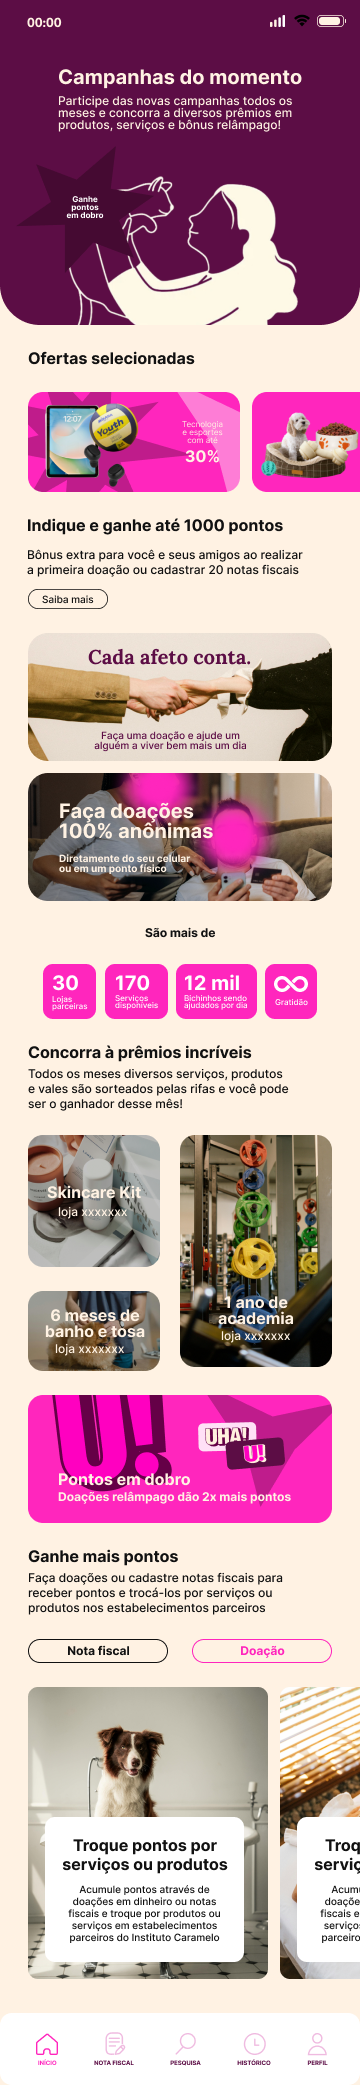 00:00
Campanhas do momento
Participe das novas campanhas todos os
meses e concorra a diversos prêmios em
produtos, serviços e bônus relâmpago!
Ganhe
pontos
em dobro
Ofertas selecionadas
12:07
Youth
Tecnologia
e esportes
com até
30%
Indique e ganhe até 1000 pontos
Bônus extra para você e seus amigos ao realizar
a primeira doação ou cadastrar 20 notas fiscais
Saiba mais
Cada afeto conta.
Faça uma doação e ajude um
alguém a viver bem mais um dia
Faça doações
100% anônimas
Diretamente do seu celular
ou em um ponto físico
São mais de
30
Lojas
parceiras
170
Serviços
disponíveis
12 mil
Bichinhos sendo
ajudados por dia
Gratidão
Concorra à prêmios incríveis
Todos os meses diversos serviços, produtos
e vales são sorteados pelas rifas e você pode
ser o ganhador desse mês!
Skincare Kit
loja xxxxxxx
6 meses de
banho e tosa
loja xxxxxxx
1 ano de
academia
loja xxxxxxx
U!
UHA!
U!
Pontos em dobro
Doações relâmpago dão 2x mais pontos
Ganhe mais pontos
Faça doações ou cadastre notas fiscais para
receber pontos e trocá-los por serviços ou
produtos nos estabelecimentos parceiros
Nota fiscal
Doação
Troque pontos por
serviços ou produtos
Acumule pontos através de
doações em dinheiro ou notas
fiscais e troque por produtos ou
serviços em estabelecimentos
parceiros do Instituto Caramelo
Troq
serviç
Acum
doaçõe
fiscais e
serviço
parceiro
INÍCIO
NOTA FISCAL
PESQUISA
HISTÓRICO
PERFIL